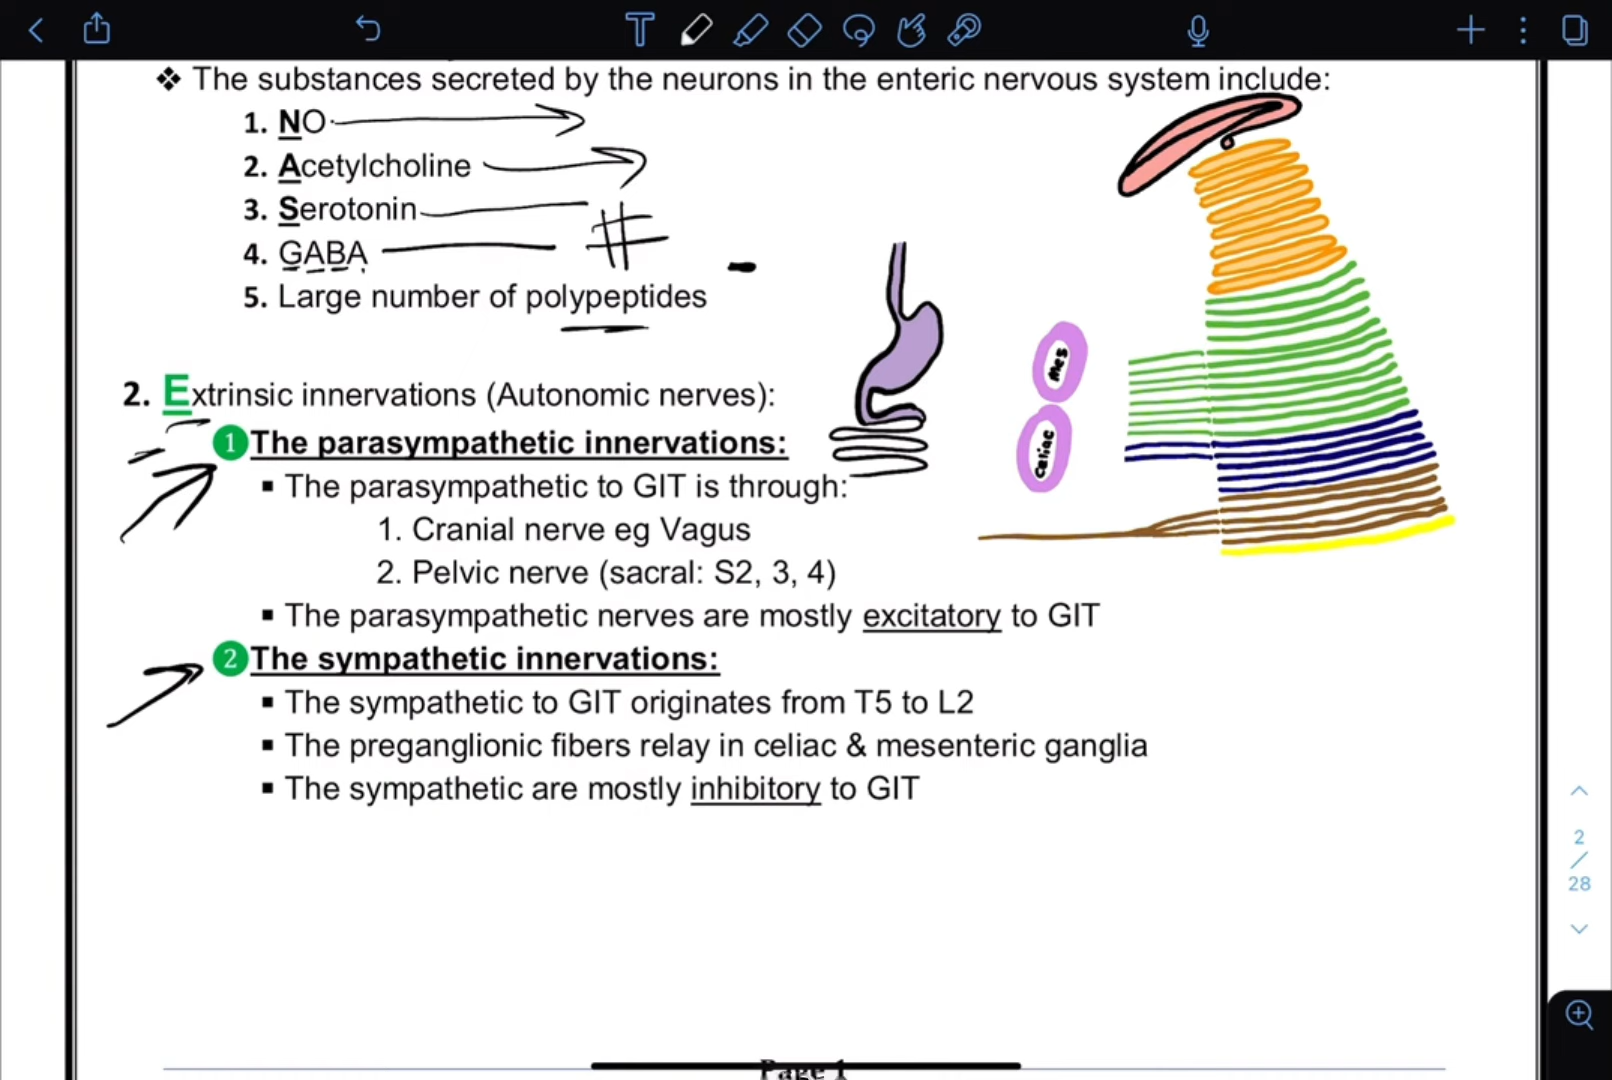 ❖ The substances secreted by the neurons in the enteric nervous system include:
1. NO
2. Acetylcholine
3. Serotonin
4. GABA
5. Large number of polypeptides
2. Extrinsic innervations (Autonomic nerves):
1 The parasympathetic innervations:
▪ The parasympathetic to GIT is through:
1. Cranial nerve eg Vagus
2. Pelvic nerve (sacral: S2, 3, 4)
▪ The parasympathetic nerves are mostly excitatory to GIT
2 The sympathetic innervations:
▪ The sympathetic to GIT originates from T5 to L2
▪ The preganglionic fibers relay in celiac & mesenteric ganglia
▪ The sympathetic are mostly inhibitory to GIT
Mes
Celiac
2
/
28
Page 1